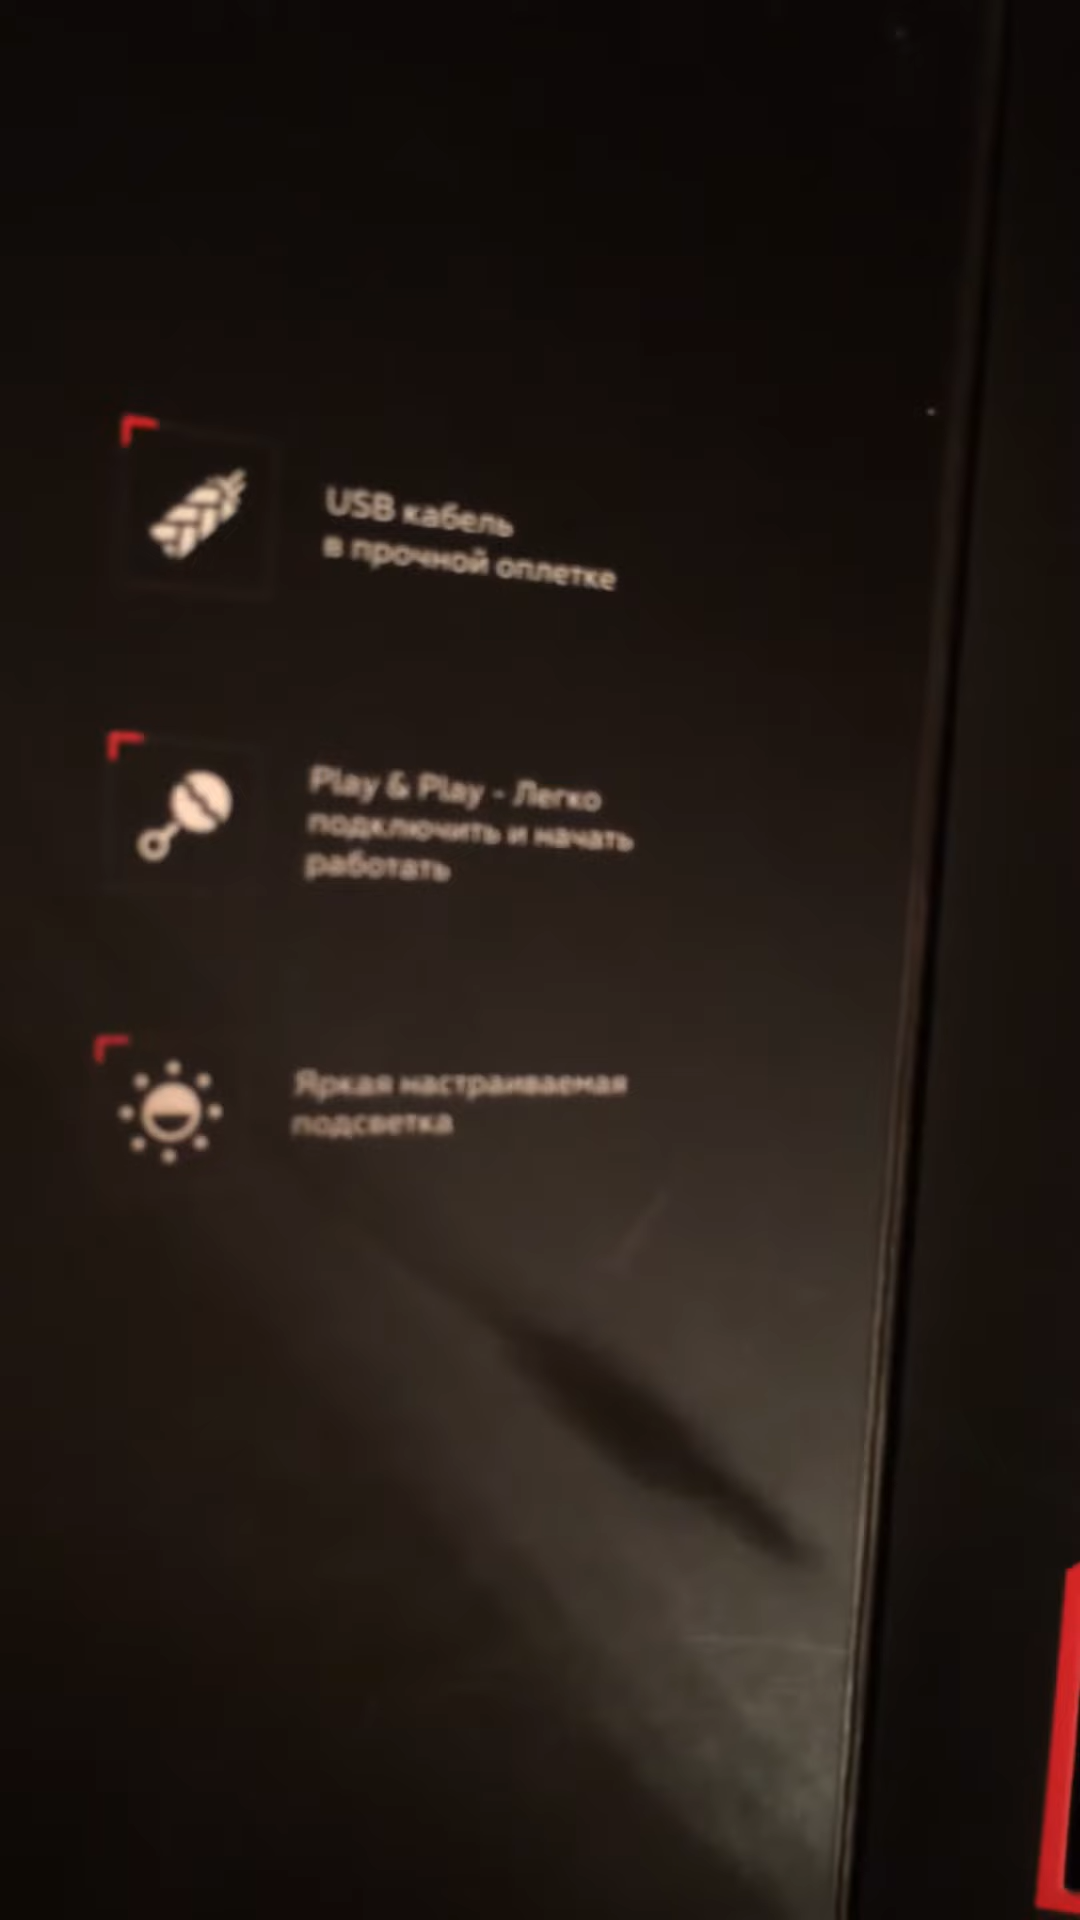 USB кабель
в прочной оплетке
Play & Play - Легко
подключить и начать
работать
Яркая настраиваемая
подсветка